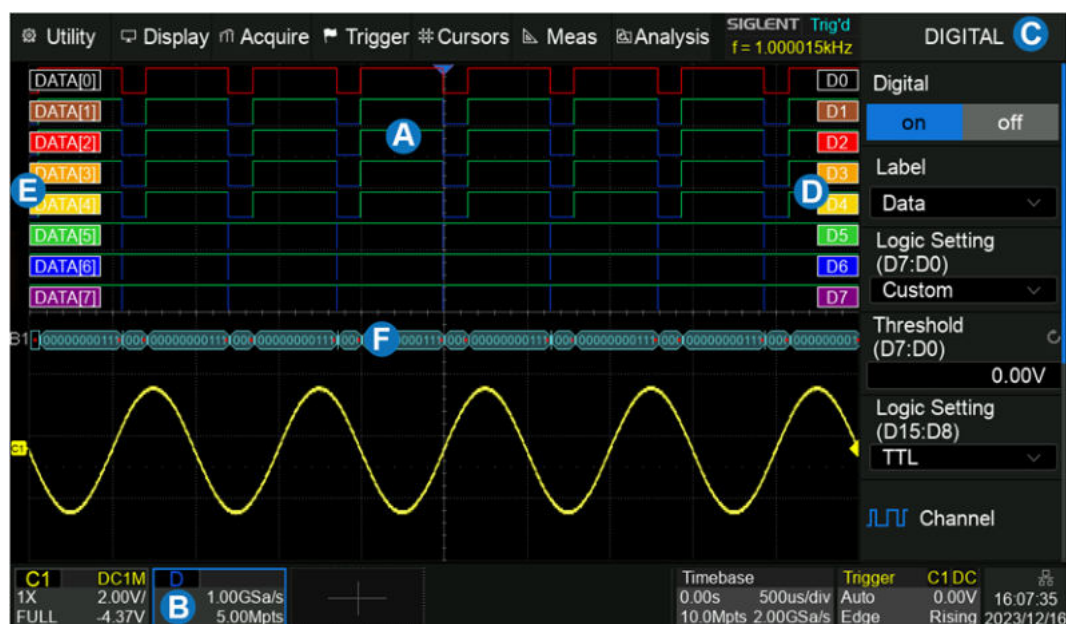 Utility Display Acquire Trigger Cursors Meas Analysis SIGLENT Trig'd
f = 1.000015kHz
DIGITAL C
DATA[0] D0
DATA[1] D1
DATA[2] D2
DATA[3] D3
DATA[4] D4
DATA[5] D5
DATA[6] D6
DATA[7] D7
A
E
D
Digital
on off
Label
Data
Logic Setting
(D7:D0)
Custom
Threshold
(D7:D0)
0.00V
Logic Setting
(D15:D8)
TTL
Channel
B1
F
C1
C1 DC1M
1X 2.00V/
FULL -4.37V
D
B 1.00GSa/s
5.00Mpts
Timebase
0.00s 500us/div
10.0Mpts 2.00GSa/s
Trigger C1 DC
Auto 0.00V
Edge Rising
16:07:35
2023/12/16